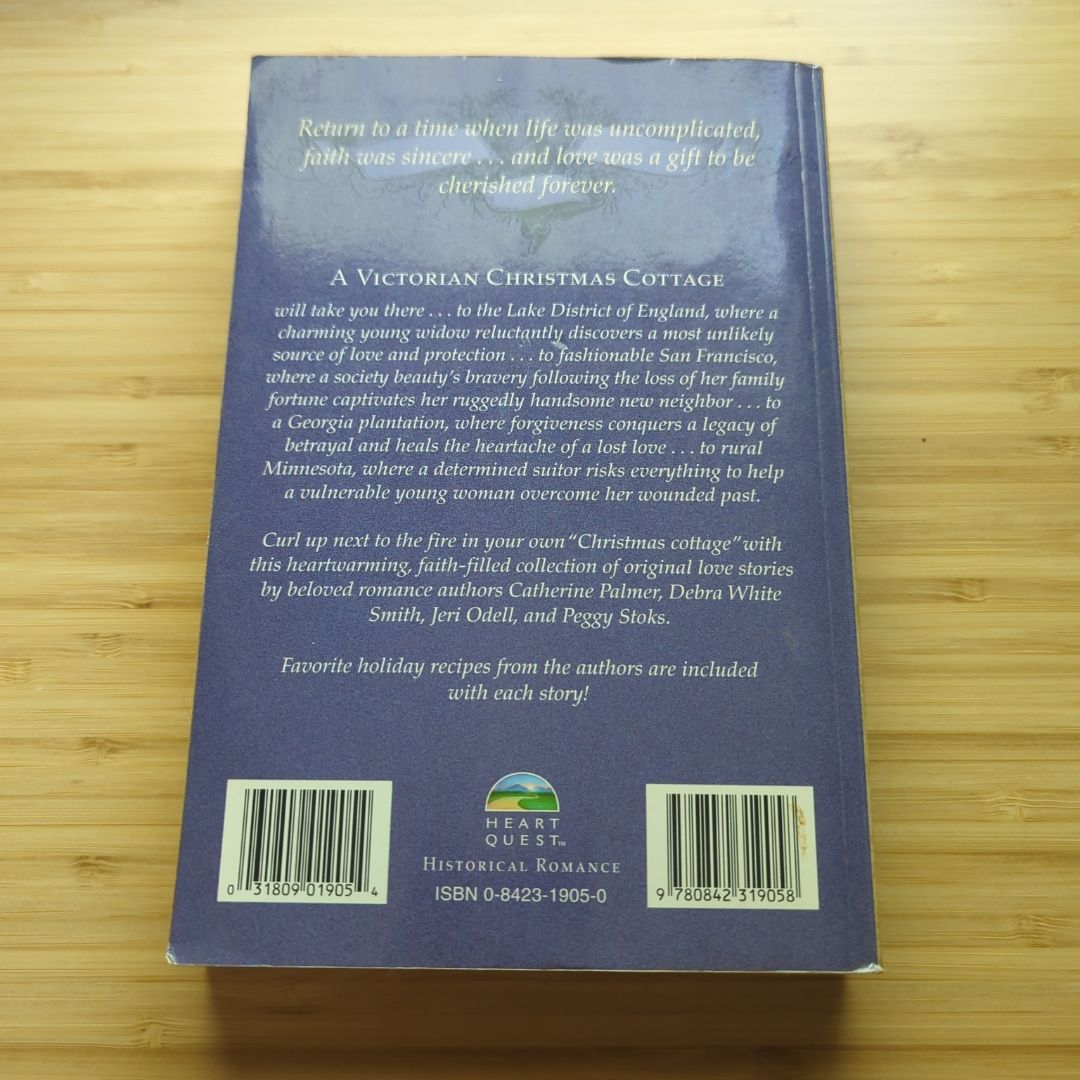 Return to a time when life was uncomplicated,
faith was sincere . . . and love was a gift to be
cherished forever.
A VICTORIAN CHRISTMAS COTTAGE
will take you there . . . to the Lake District of England, where a
charming young widow reluctantly discovers a most unlikely
source of love and protection . . . to fashionable San Francisco,
where a society beauty's bravery following the loss of her family
fortune captivates her ruggedly handsome new neighbor . . . to
a Georgia plantation, where forgiveness conquers a legacy of
betrayal and heals the heartache of a lost love . . . to rural
Minnesota, where a determined suitor risks everything to help
a vulnerable young woman overcome her wounded past.
Curl up next to the fire in your own “Christmas cottage” with
this heartwarming, faith-filled collection of original love stories
by beloved romance authors Catherine Palmer, Debra White
Smith, Jeri Odell, and Peggy Stoks.
Favorite holiday recipes from the authors are included
with each story!
HEART
QUEST™
HISTORICAL ROMANCE
ISBN 0-8423-1905-0
0 31809 01905 4
9 780842 319058